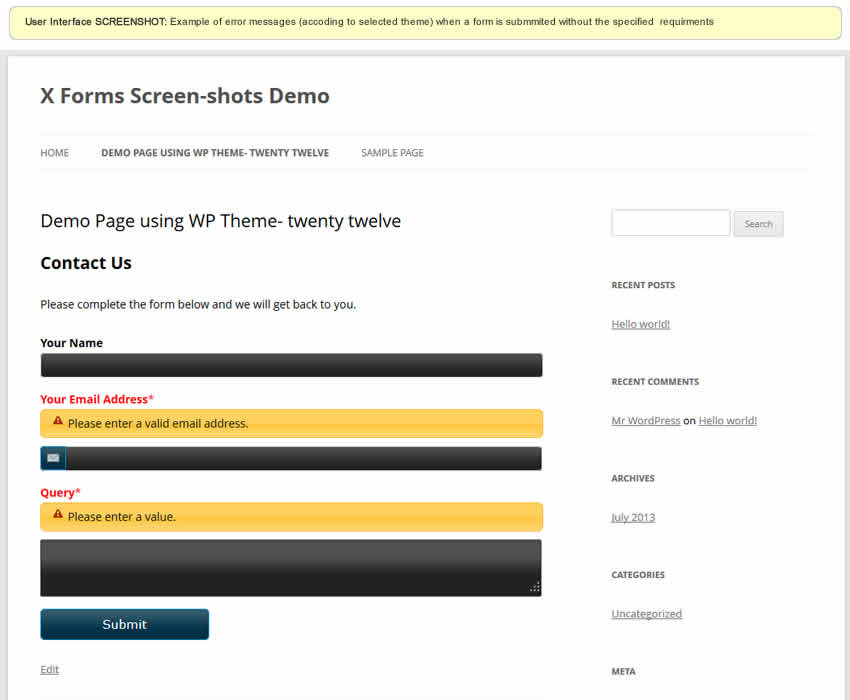 User Interface SCREENSHOT: Example of error messages (accoding to selected theme) when a form is submmited without the specified  requirments
X Forms Screen-shots Demo
HOME
DEMO PAGE USING WP THEME- TWENTY TWELVE
SAMPLE PAGE
Demo Page using WP Theme- twenty twelve
Contact Us
Please complete the form below and we will get back to you.
Your Name
Your Email Address*
Please enter a valid email address.
Query*
Please enter a value.
Submit
Edit
Search
RECENT POSTS
Hello world!
RECENT COMMENTS
Mr WordPress on Hello world!
ARCHIVES
July 2013
CATEGORIES
Uncategorized
META